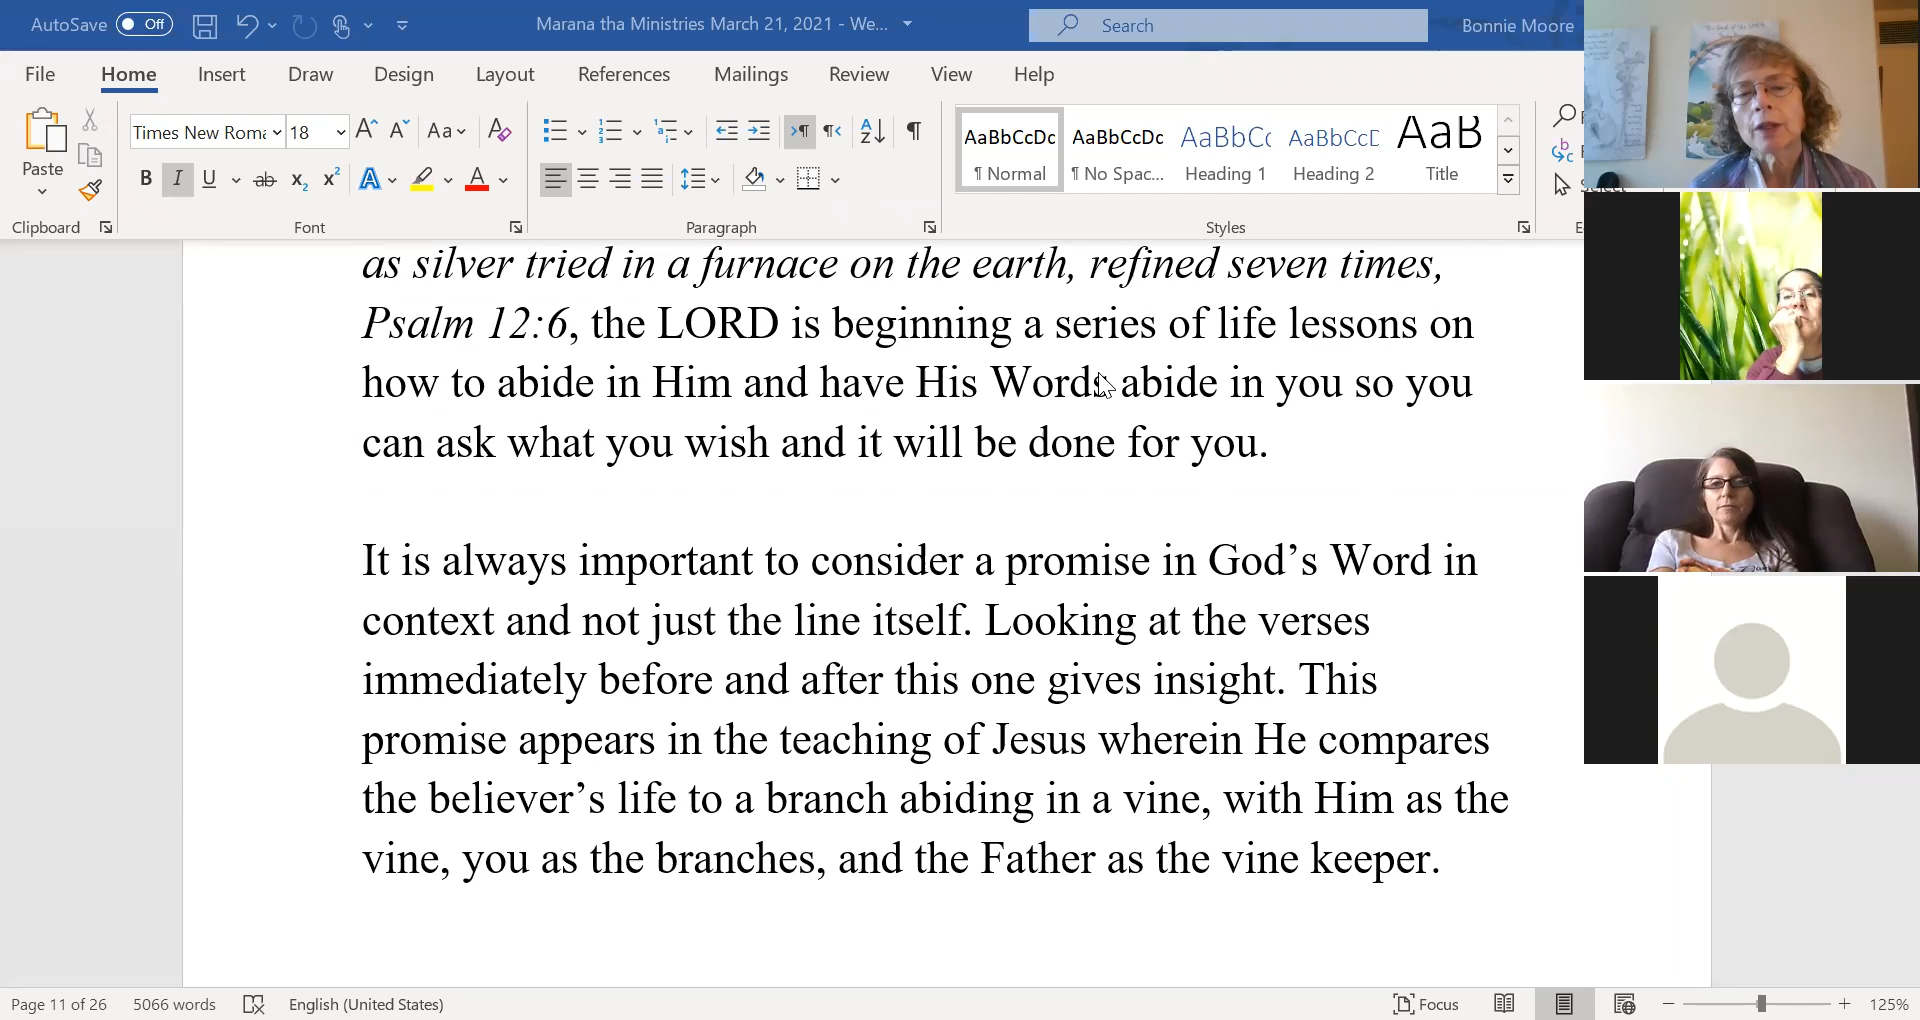 AutoSave Off Marana tha Ministries March 21, 2021 - We... Search Bonnie Moore
File Home Insert Draw Design Layout References Mailings Review View Help
Times New Roma 18 Aa
AaBbCcDc AaBbCcDc AaBbCc AaBbCcD AaB
Paste B I U ab x₂ x² A A
¶ Normal ¶ No Spac... Heading 1 Heading 2 Title
Clipboard Font Paragraph Styles
as silver tried in a furnace on the earth, refined seven times,
Psalm 12:6, the LORD is beginning a series of life lessons on
how to abide in Him and have His Words abide in you so you
can ask what you wish and it will be done for you.
It is always important to consider a promise in God’s Word in
context and not just the line itself. Looking at the verses
immediately before and after this one gives insight. This
promise appears in the teaching of Jesus wherein He compares
the believer’s life to a branch abiding in a vine, with Him as the
vine, you as the branches, and the Father as the vine keeper.
Page 11 of 26 5066 words English (United States) Focus 125%